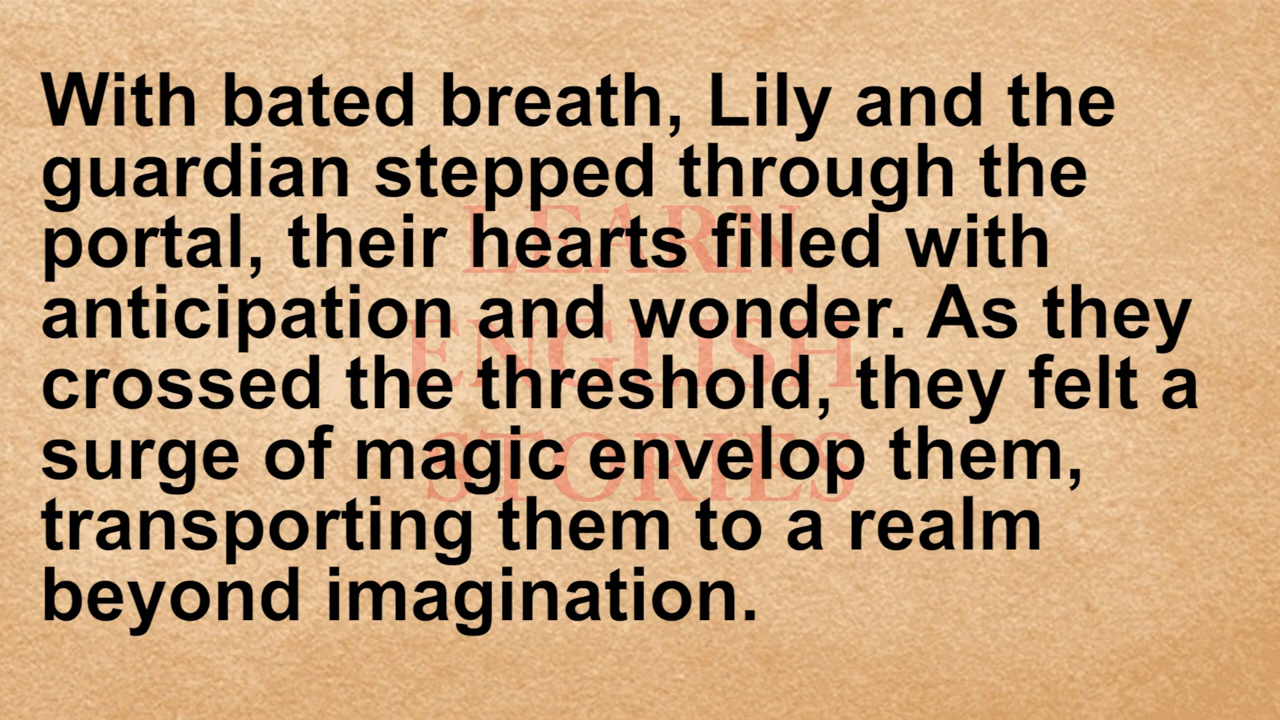 With bated breath, Lily and the
guardian stepped through the
portal, their hearts filled with
anticipation and wonder. As they
crossed the threshold, they felt a
surge of magic envelop them,
transporting them to a realm
beyond imagination.
LEARN
ENGLISH
STORIES